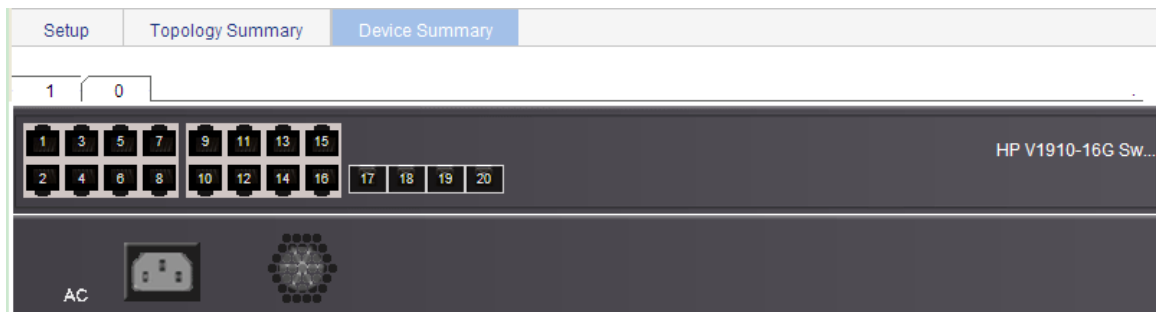 Setup Topology Summary Device Summary
1 0
1 3 5 7 9 11 13 15
HP V1910-16G Sw...
2 4 6 8 10 12 14 16 17 18 19 20
AC